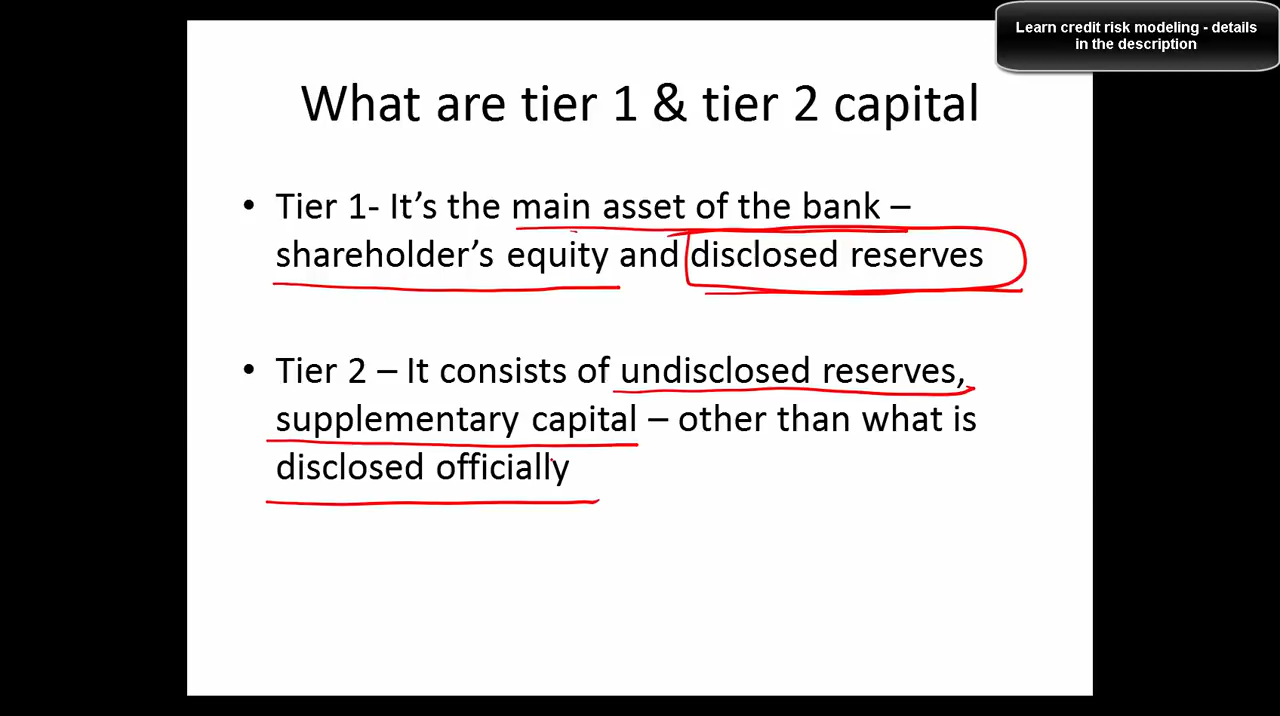 Learn credit risk modeling - details
in the description
What are tier 1 & tier 2 capital
• Tier 1- It’s the main asset of the bank –
shareholder’s equity and disclosed reserves
• Tier 2 – It consists of undisclosed reserves,
supplementary capital – other than what is
disclosed officially